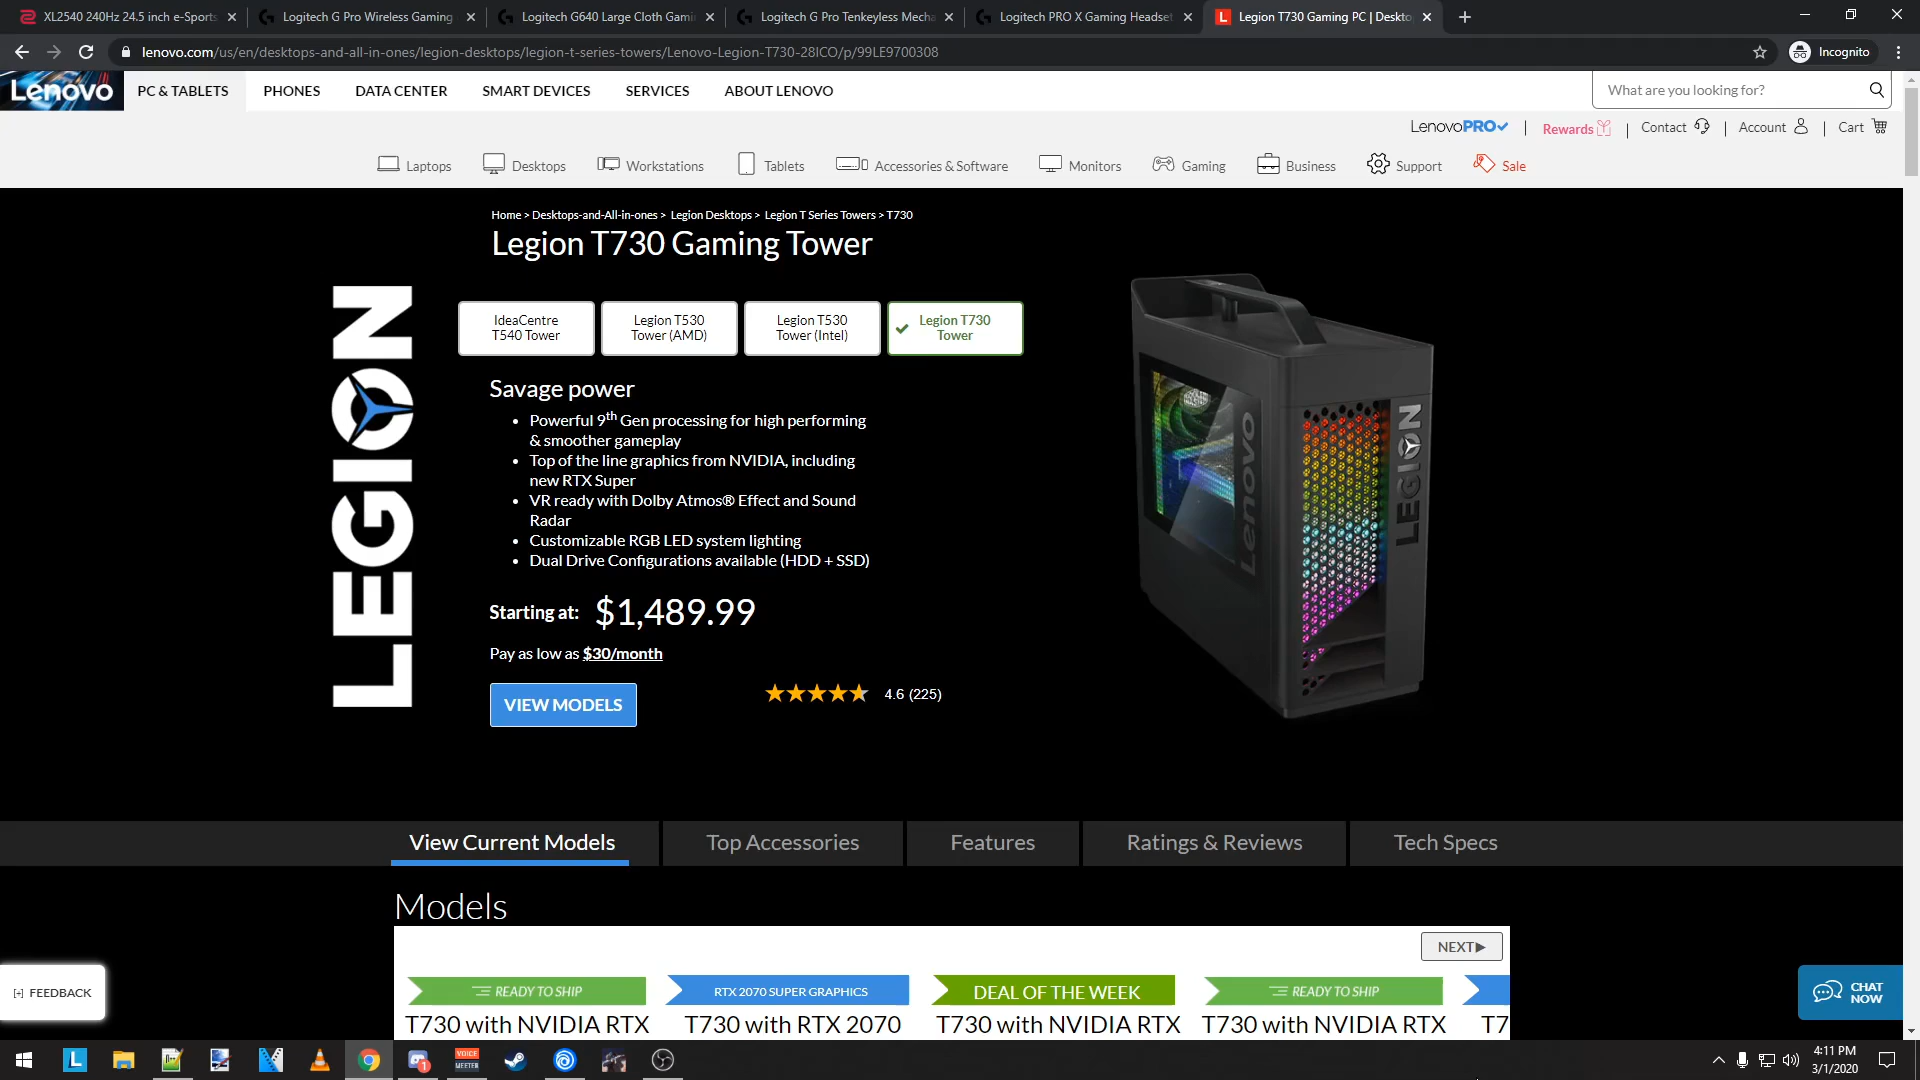 XL2540 240Hz 24.5 inch e-Sports
Logitech G Pro Wireless Gaming
Logitech G640 Large Cloth Gami
Logitech G Pro Tenkeyless Mecha
Logitech PRO X Gaming Headset
Legion T730 Gaming PC | Deskto
lenovo.com/us/en/desktops-and-all-in-ones/legion-desktops/legion-t-series-towers/Lenovo-Legion-T730-28ICO/p/99LE9700308
Incognito
Lenovo
PC & TABLETS
PHONES
DATA CENTER
SMART DEVICES
SERVICES
ABOUT LENOVO
What are you looking for?
LenovoPRO
Rewards
Contact
Account
Cart
Laptops
Desktops
Workstations
Tablets
Accessories & Software
Monitors
Gaming
Business
Support
Sale
Home > Desktops-and-All-in-ones > Legion Desktops > Legion T Series Towers > T730
Legion T730 Gaming Tower
LEGION
IdeaCentre
T540 Tower
Legion T530
Tower (AMD)
Legion T530
Tower (Intel)
Legion T730
Tower
Savage power
• Powerful 9th Gen processing for high performing
& smoother gameplay
• Top of the line graphics from NVIDIA, including
new RTX Super
• VR ready with Dolby Atmos® Effect and Sound
Radar
• Customizable RGB LED system lighting
• Dual Drive Configurations available (HDD + SSD)
Starting at: $1,489.99
Pay as low as $30/month
VIEW MODELS
4.6 (225)
Lenovo
LEGION
View Current Models
Top Accessories
Features
Ratings & Reviews
Tech Specs
Models
NEXT▶
READY TO SHIP
RTX 2070 SUPER GRAPHICS
DEAL OF THE WEEK
READY TO SHIP
T730 with NVIDIA RTX
T730 with RTX 2070
T730 with NVIDIA RTX
T730 with NVIDIA RTX
T7
[+] FEEDBACK
CHAT
NOW
L
VOICE
MEETER
1
4:11 PM
3/1/2020